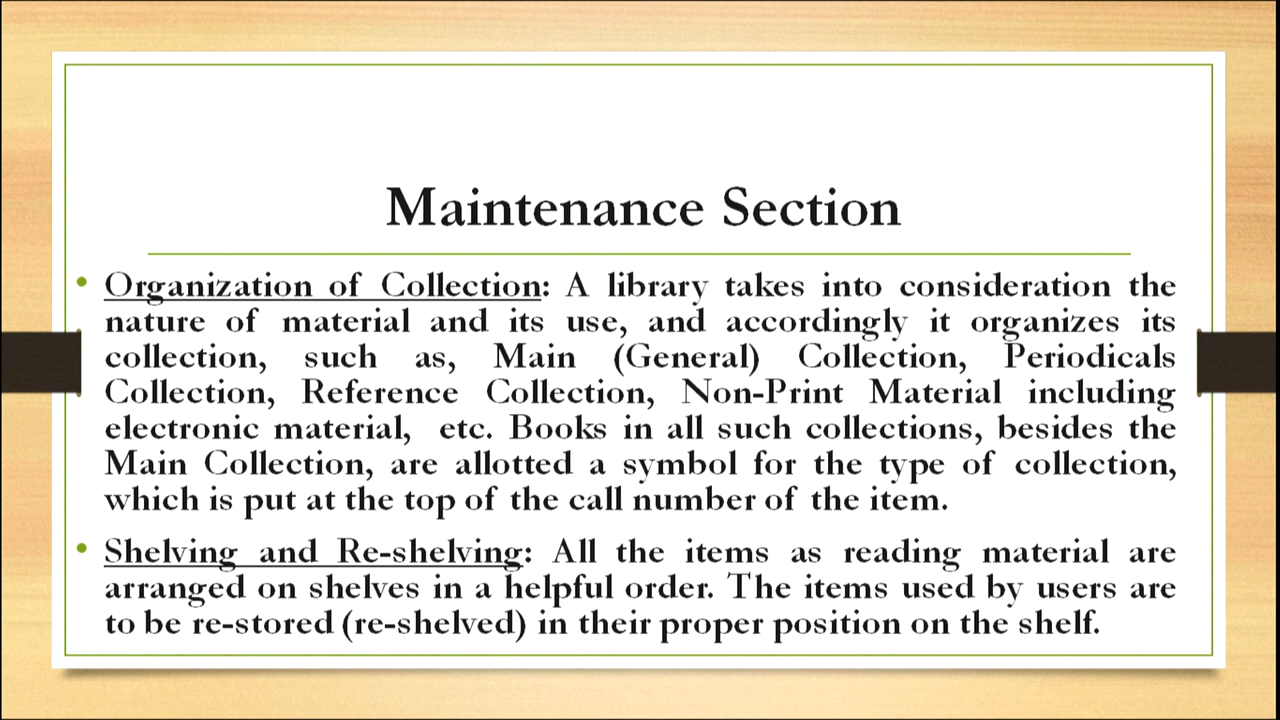 Maintenance Section
• Organization of Collection: A library takes into consideration the
nature of material and its use, and accordingly it organizes its
collection, such as, Main (General) Collection, Periodicals
Collection, Reference Collection, Non-Print Material including
electronic material, etc. Books in all such collections, besides the
Main Collection, are allotted a symbol for the type of collection,
which is put at the top of the call number of the item.
• Shelving and Re-shelving: All the items as reading material are
arranged on shelves in a helpful order. The items used by users are
to be re-stored (re-shelved) in their proper position on the shelf.